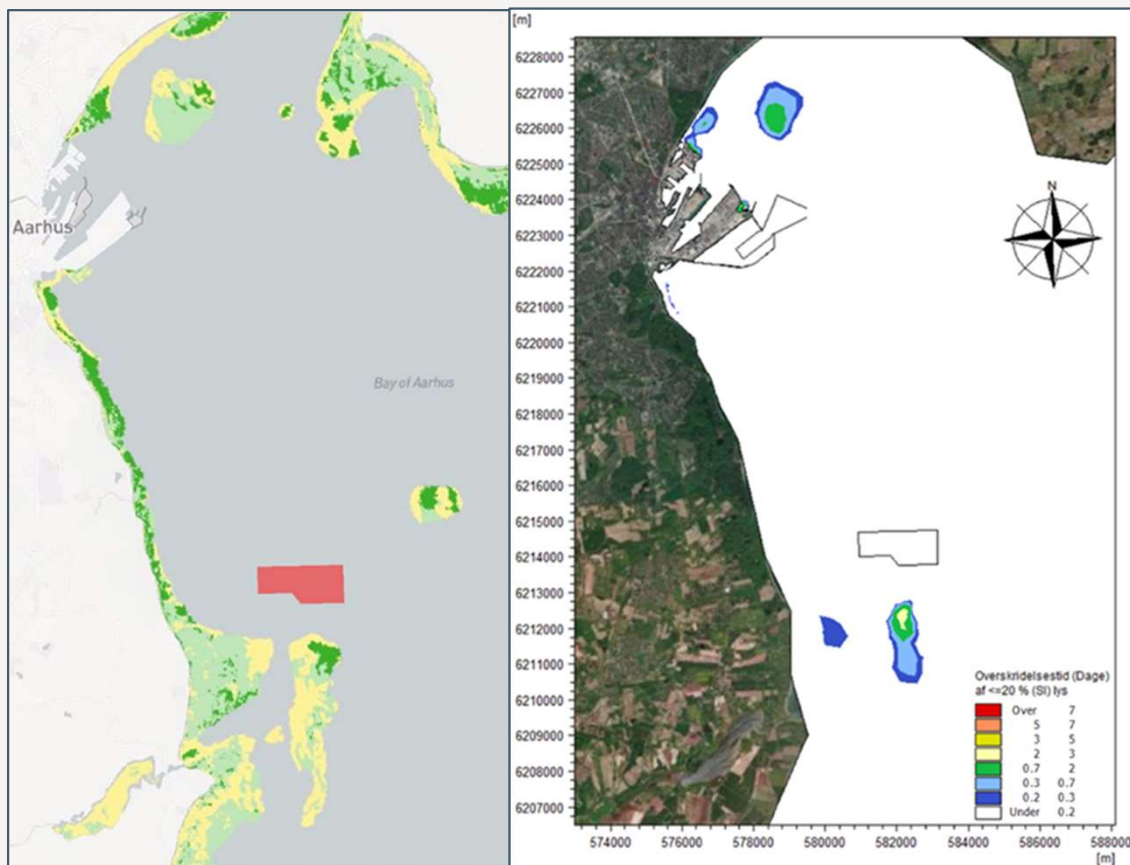 Aarhus
Bay of Aarhus
[m]
6228000
6227000
6226000
6225000
6224000
6223000
6222000
6221000
6220000
6219000
6218000
6217000
6216000
6215000
6214000
6213000
6212000
6211000
6210000
6209000
6208000
6207000
N
Overskridelsestid (Dage)
af <=20 % (SI) lys
Over 7
5 7
3 5
2 3
0.7 2
0.3 0.7
0.2 0.3
Under 0.2
574000 576000 578000 580000 582000 584000 586000 588000
[m]